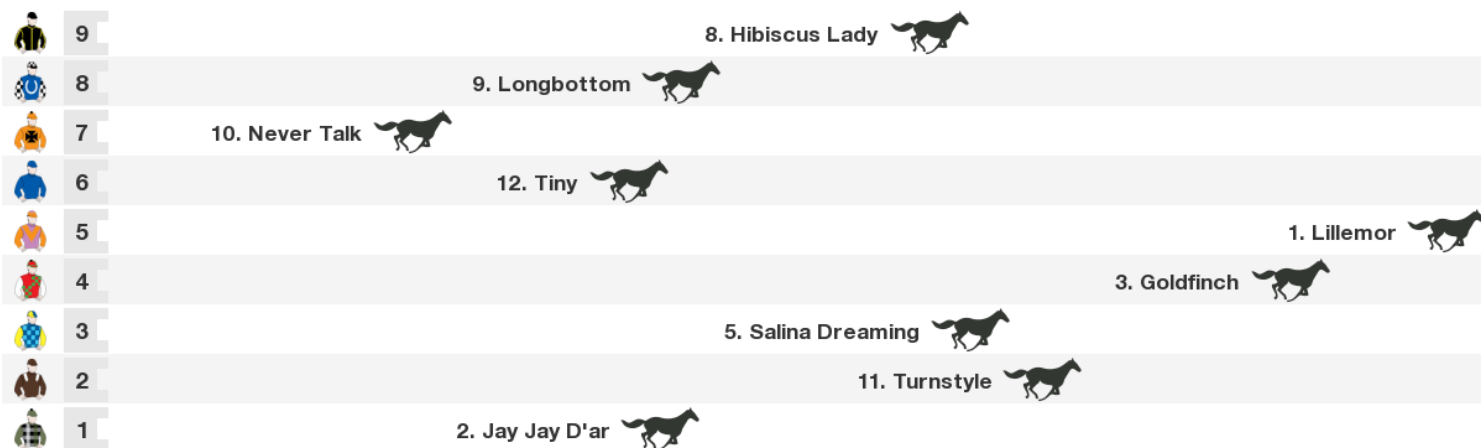 9 8. Hibiscus Lady
8 9. Longbottom
7 10. Never Talk
6 12. Tiny
5 1. Lillemor
4 3. Goldfinch
3 5. Salina Dreaming
2 11. Turnstyle
1 2. Jay Jay D'ar